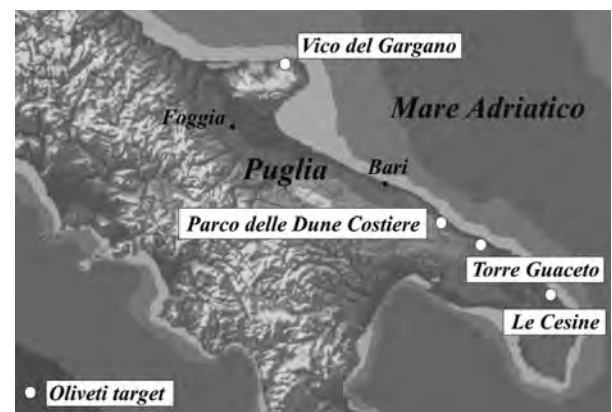 Vico del Gargano
Foggia
Mare Adriatico
Puglia
Bari
Parco delle Dune Costiere
Torre Guaceto
Le Cesine
Oliveti target